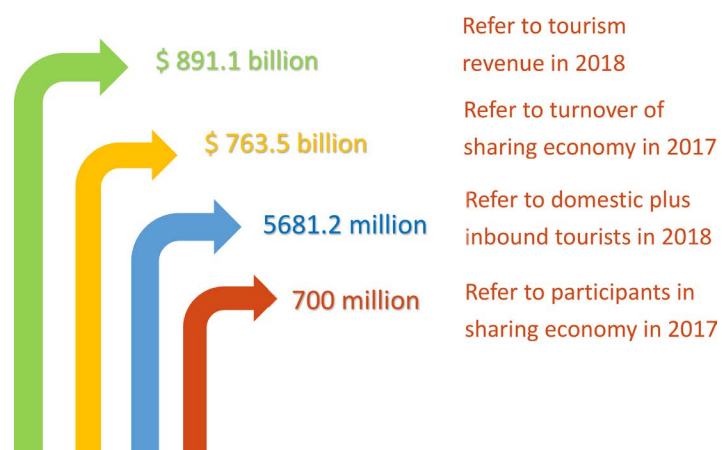 $ 891.1 billion
Refer to tourism
revenue in 2018
$ 763.5 billion
Refer to turnover of
sharing economy in 2017
5681.2 million
Refer to domestic plus
inbound tourists in 2018
700 million
Refer to participants in
sharing economy in 2017